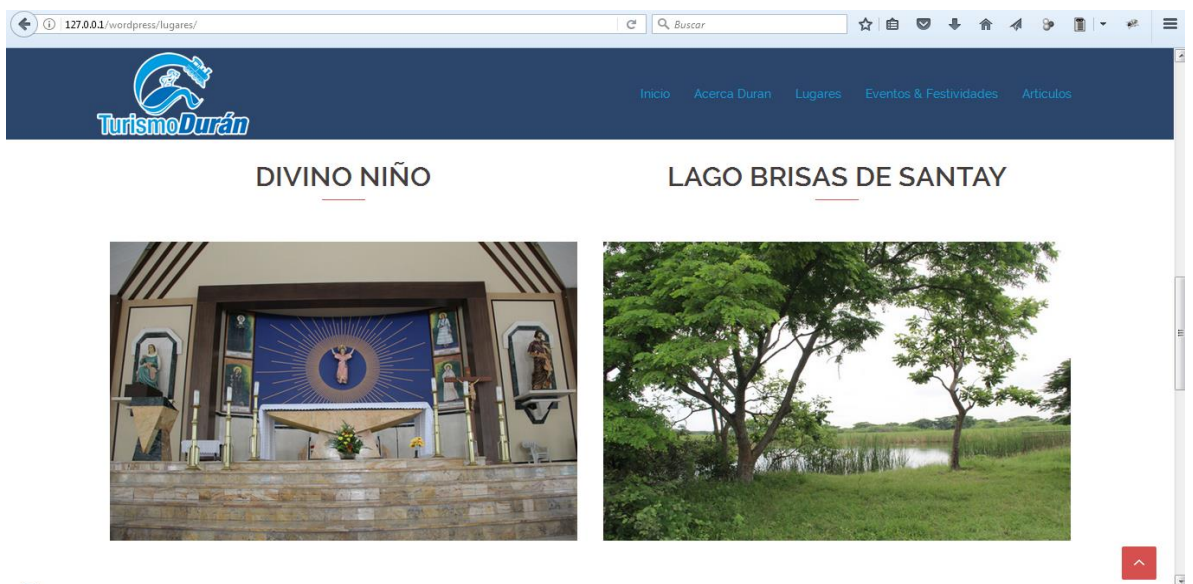 127.0.0.1/wordpress/lugares/
Buscar
TurismoDurán
Inicio Acerca Duran Lugares Eventos & Festividades Articulos
DIVINO NIÑO
LAGO BRISAS DE SANTAY